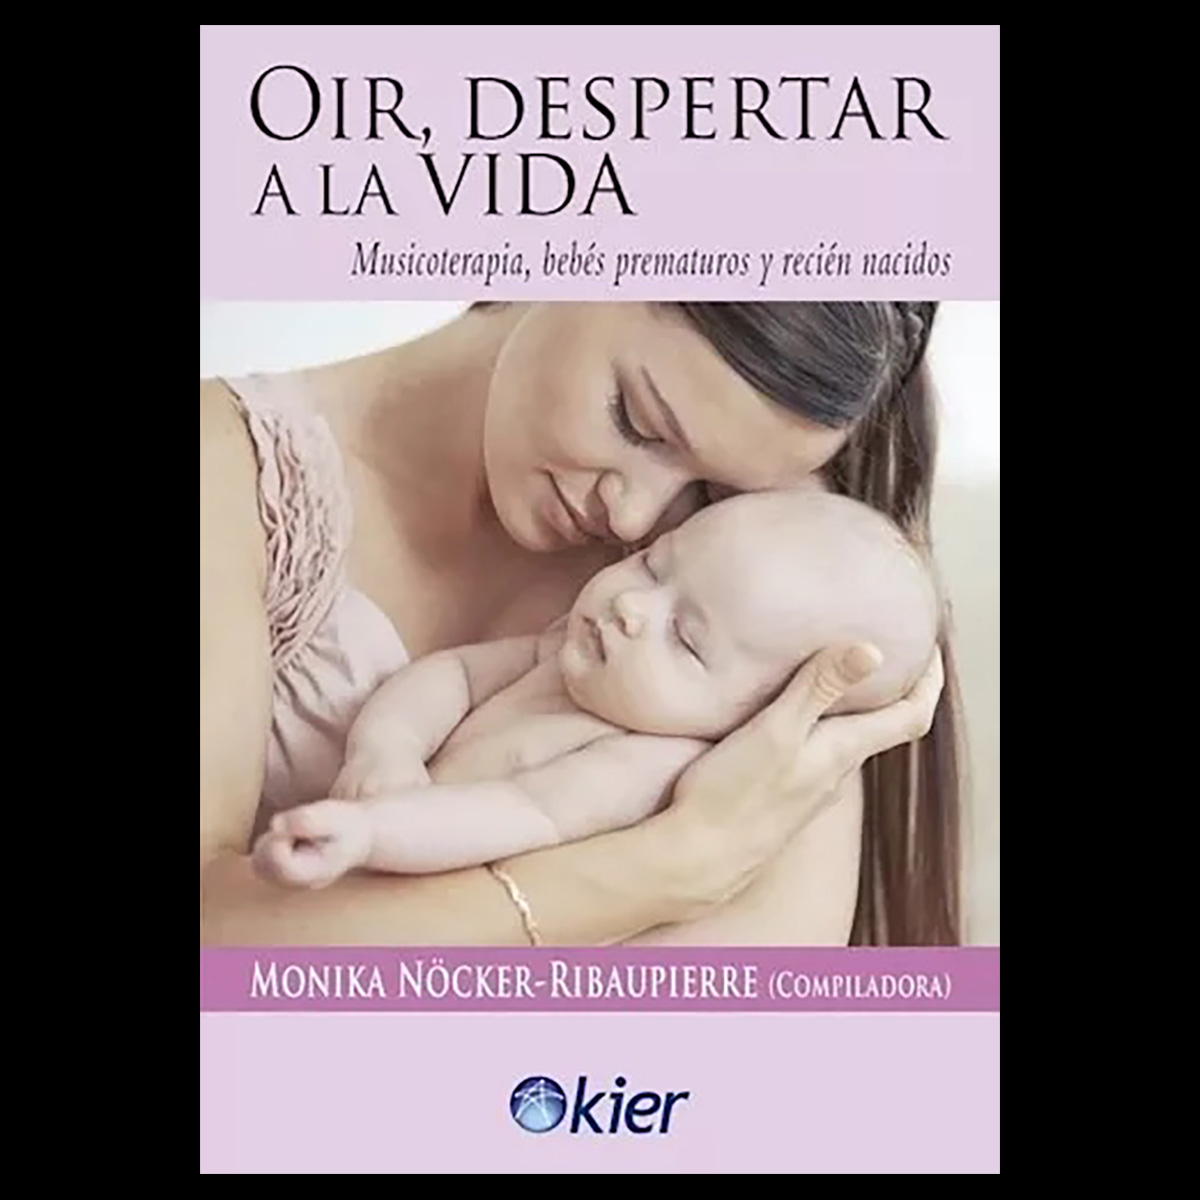 OIR, DESPERTAR
A LA VIDA
Musicoterapia, bebés prematuros y recién nacidos
MONIKA NÖCKER-RIBAUPIERRE (COMPILADORA)
kier